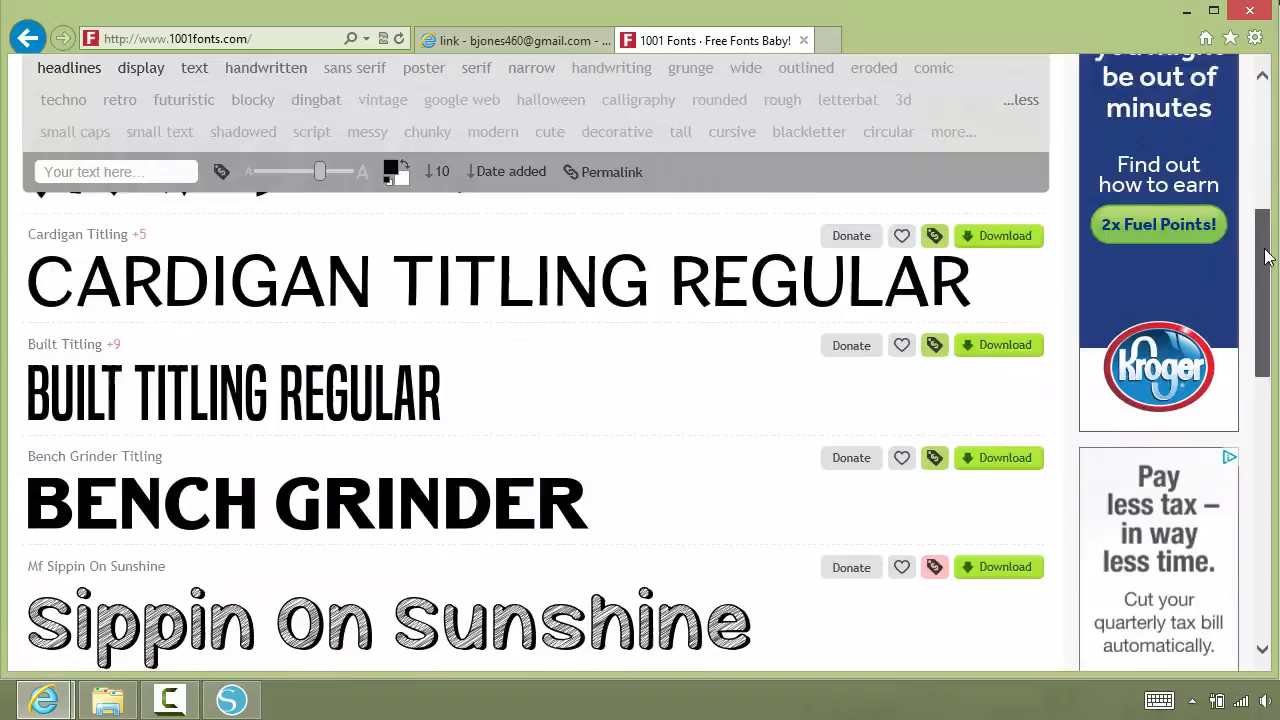 http://www.1001fonts.com/
link - bjones460@gmail.com - ...
1001 Fonts · Free Fonts Baby!
headlines display text handwritten sans serif poster serif narrow handwriting grunge wide outlined eroded comic
techno retro futuristic blocky dingbat vintage google web halloween calligraphy rounded rough letterbat 3d ...less
small caps small text shadowed script messy chunky modern cute decorative tall cursive blackletter circular more...
Your text here... A A 10 Date added Permalink
Cardigan Titling +5 Donate Download
CARDIGAN TITLING REGULAR
Built Titling +9 Donate Download
BUILT TITLING REGULAR
Bench Grinder Titling Donate Download
BENCH GRINDER
Mf Sippin On Sunshine Donate Download
Sippin On Sunshine
be out of
minutes
Find out
how to earn
2x Fuel Points!
Kroger
Pay
less tax –
in way
less time.
Cut your
quarterly tax bill
automatically.